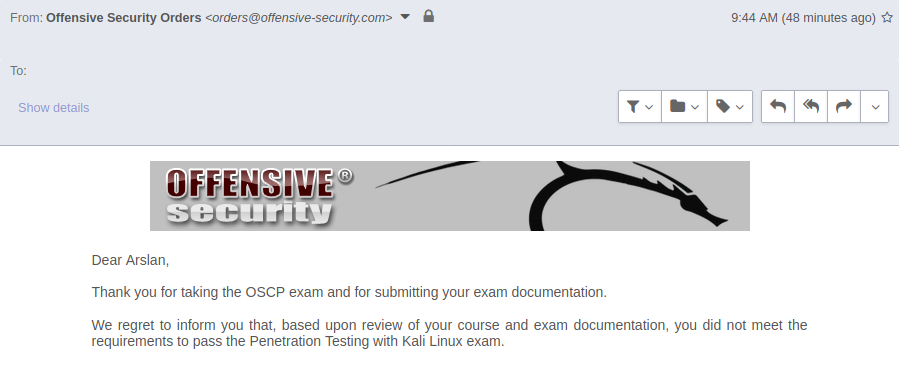 From: Offensive Security Orders <orders@offensive-security.com>
9:44 AM (48 minutes ago)
To:
Show details
OFFENSIVE®
security
Dear Arslan,
Thank you for taking the OSCP exam and for submitting your exam documentation.
We regret to inform you that, based upon review of your course and exam documentation, you did not meet the
requirements to pass the Penetration Testing with Kali Linux exam.